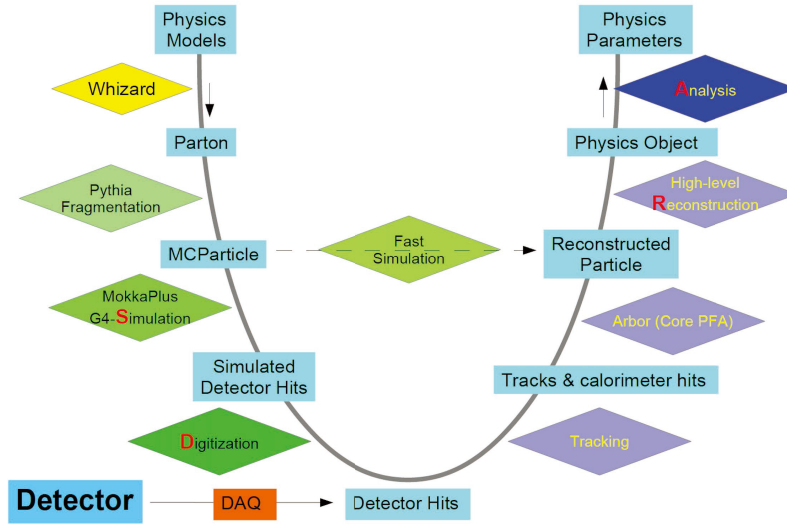 Physics
Models
Physics
Parameters
Whizard
Analysis
Parton
Physics Object
Pythia
Fragmentation
High-level
Reconstruction
MCParticle
Fast
Simulation
Reconstructed
Particle
MokkaPlus
G4-Simulation
Arbor (Core PFA)
Simulated
Detector Hits
Tracks & calorimeter hits
Digitization
Tracking
Detector
DAQ
Detector Hits